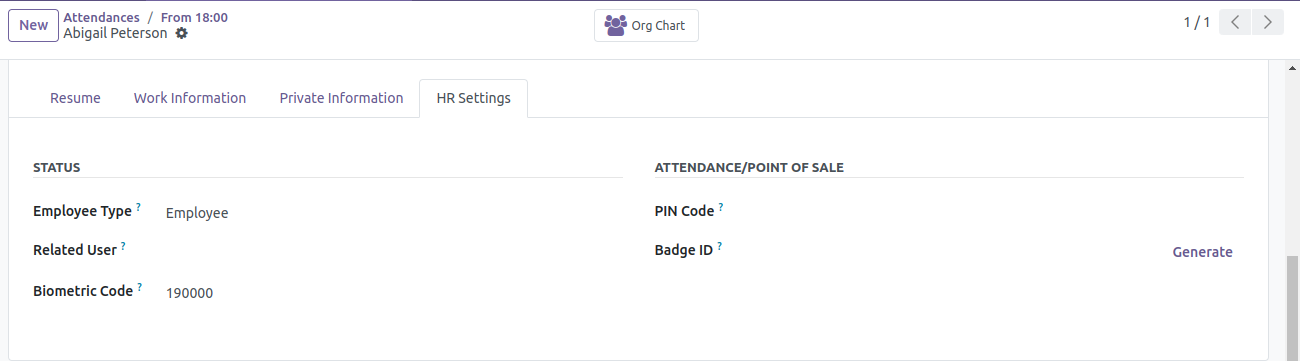 New
Attendances / From 18:00
Abigail Peterson
Org Chart
1 / 1
Resume
Work Information
Private Information
HR Settings
STATUS
Employee Type ?
Employee
Related User ?
Biometric Code ?
190000
ATTENDANCE/POINT OF SALE
PIN Code ?
Badge ID ?
Generate